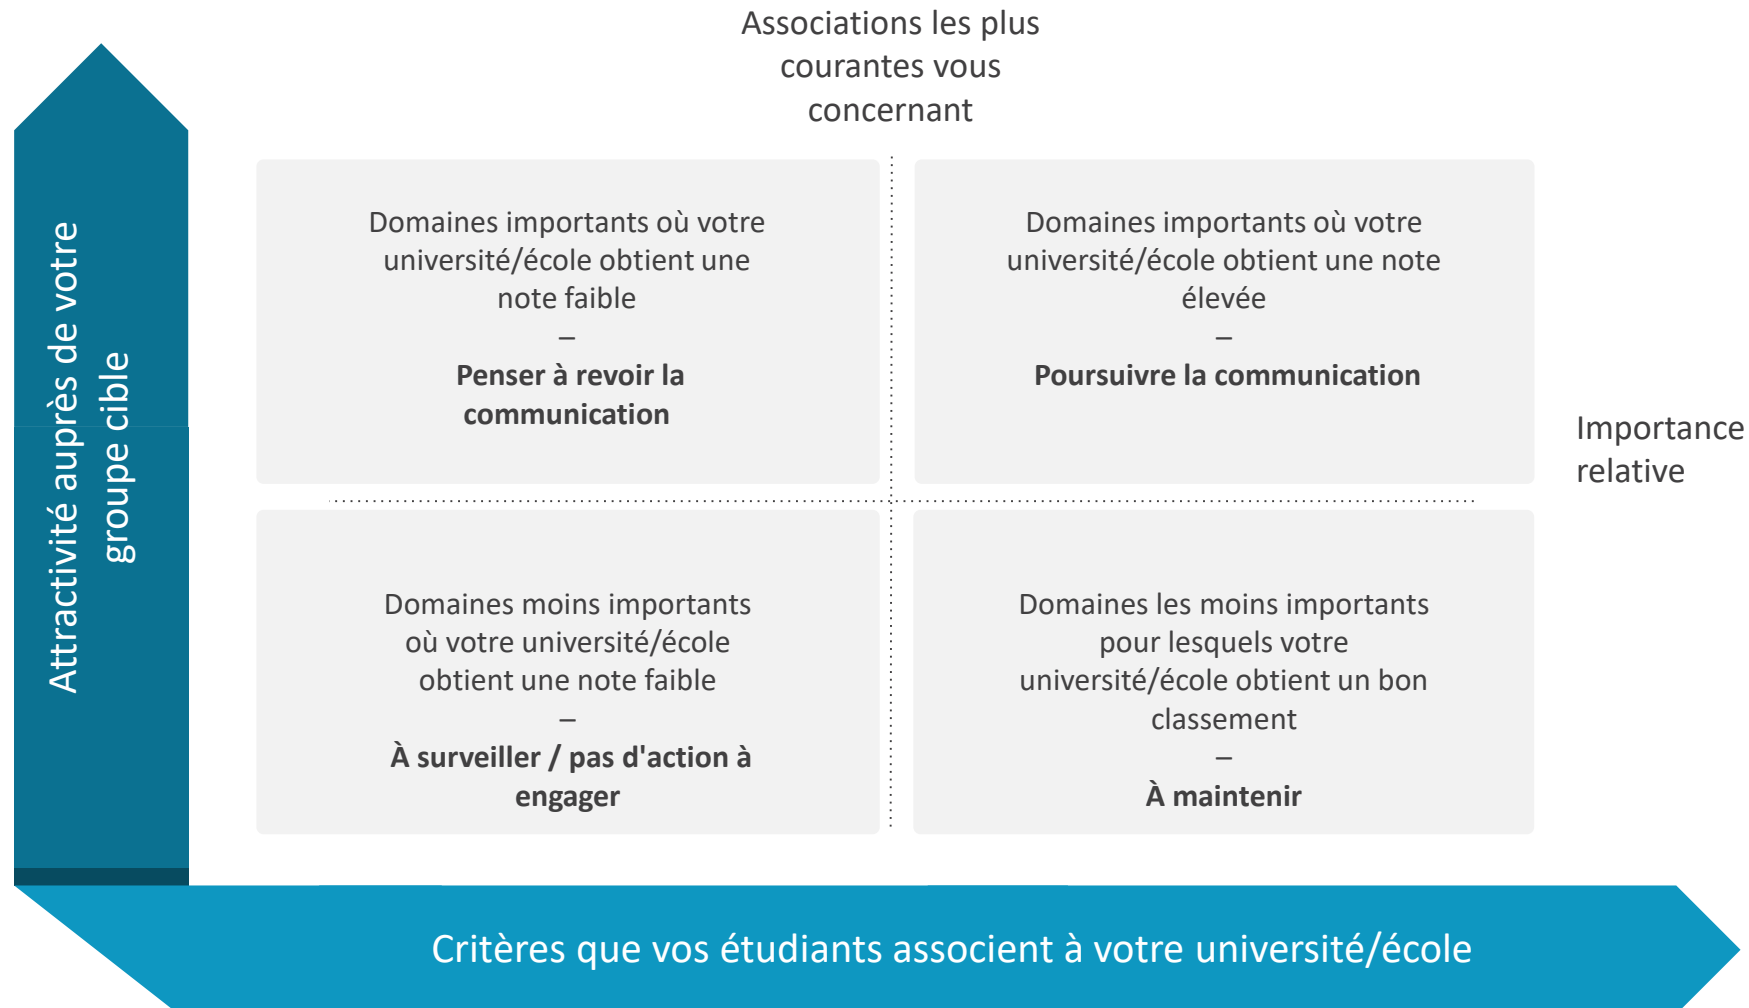 Associations les plus
courantes vous
concernant
Attractivité auprès de votre
groupe cible
Domaines importants où votre
université/école obtient une
note faible
–
Penser à revoir la
communication
Domaines importants où votre
université/école obtient une note
élevée
–
Poursuivre la communication
Importance
relative
Domaines moins importants
où votre université/école
obtient une note faible
–
À surveiller / pas d'action à
engager
Domaines les moins importants
pour lesquels votre
université/école obtient un bon
classement
–
À maintenir
Critères que vos étudiants associent à votre université/école